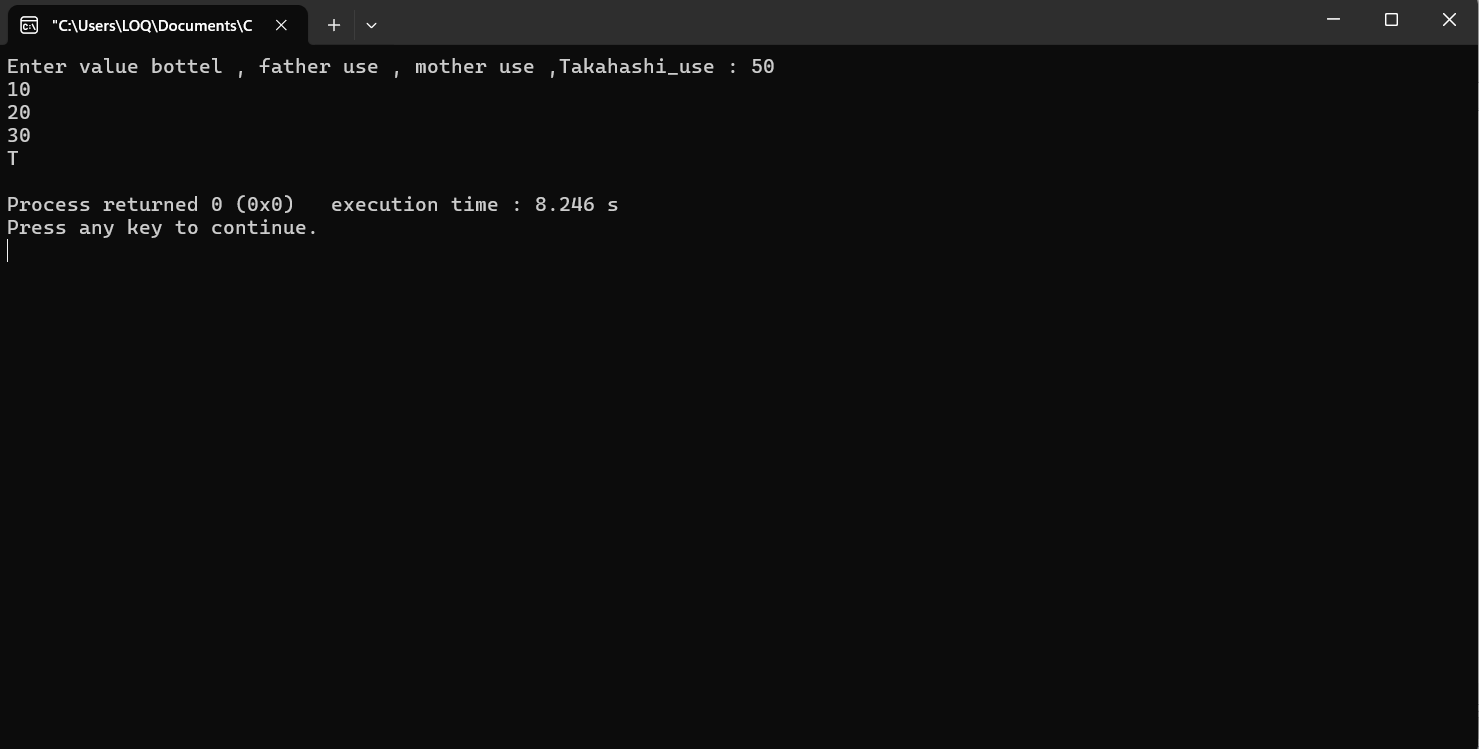 "C:\Users\LOQ\Documents\C
Enter value bottel , father use , mother use ,Takahashi_use : 50
10
20
30
T
Process returned 0 (0x0)   execution time : 8.246 s
Press any key to continue.